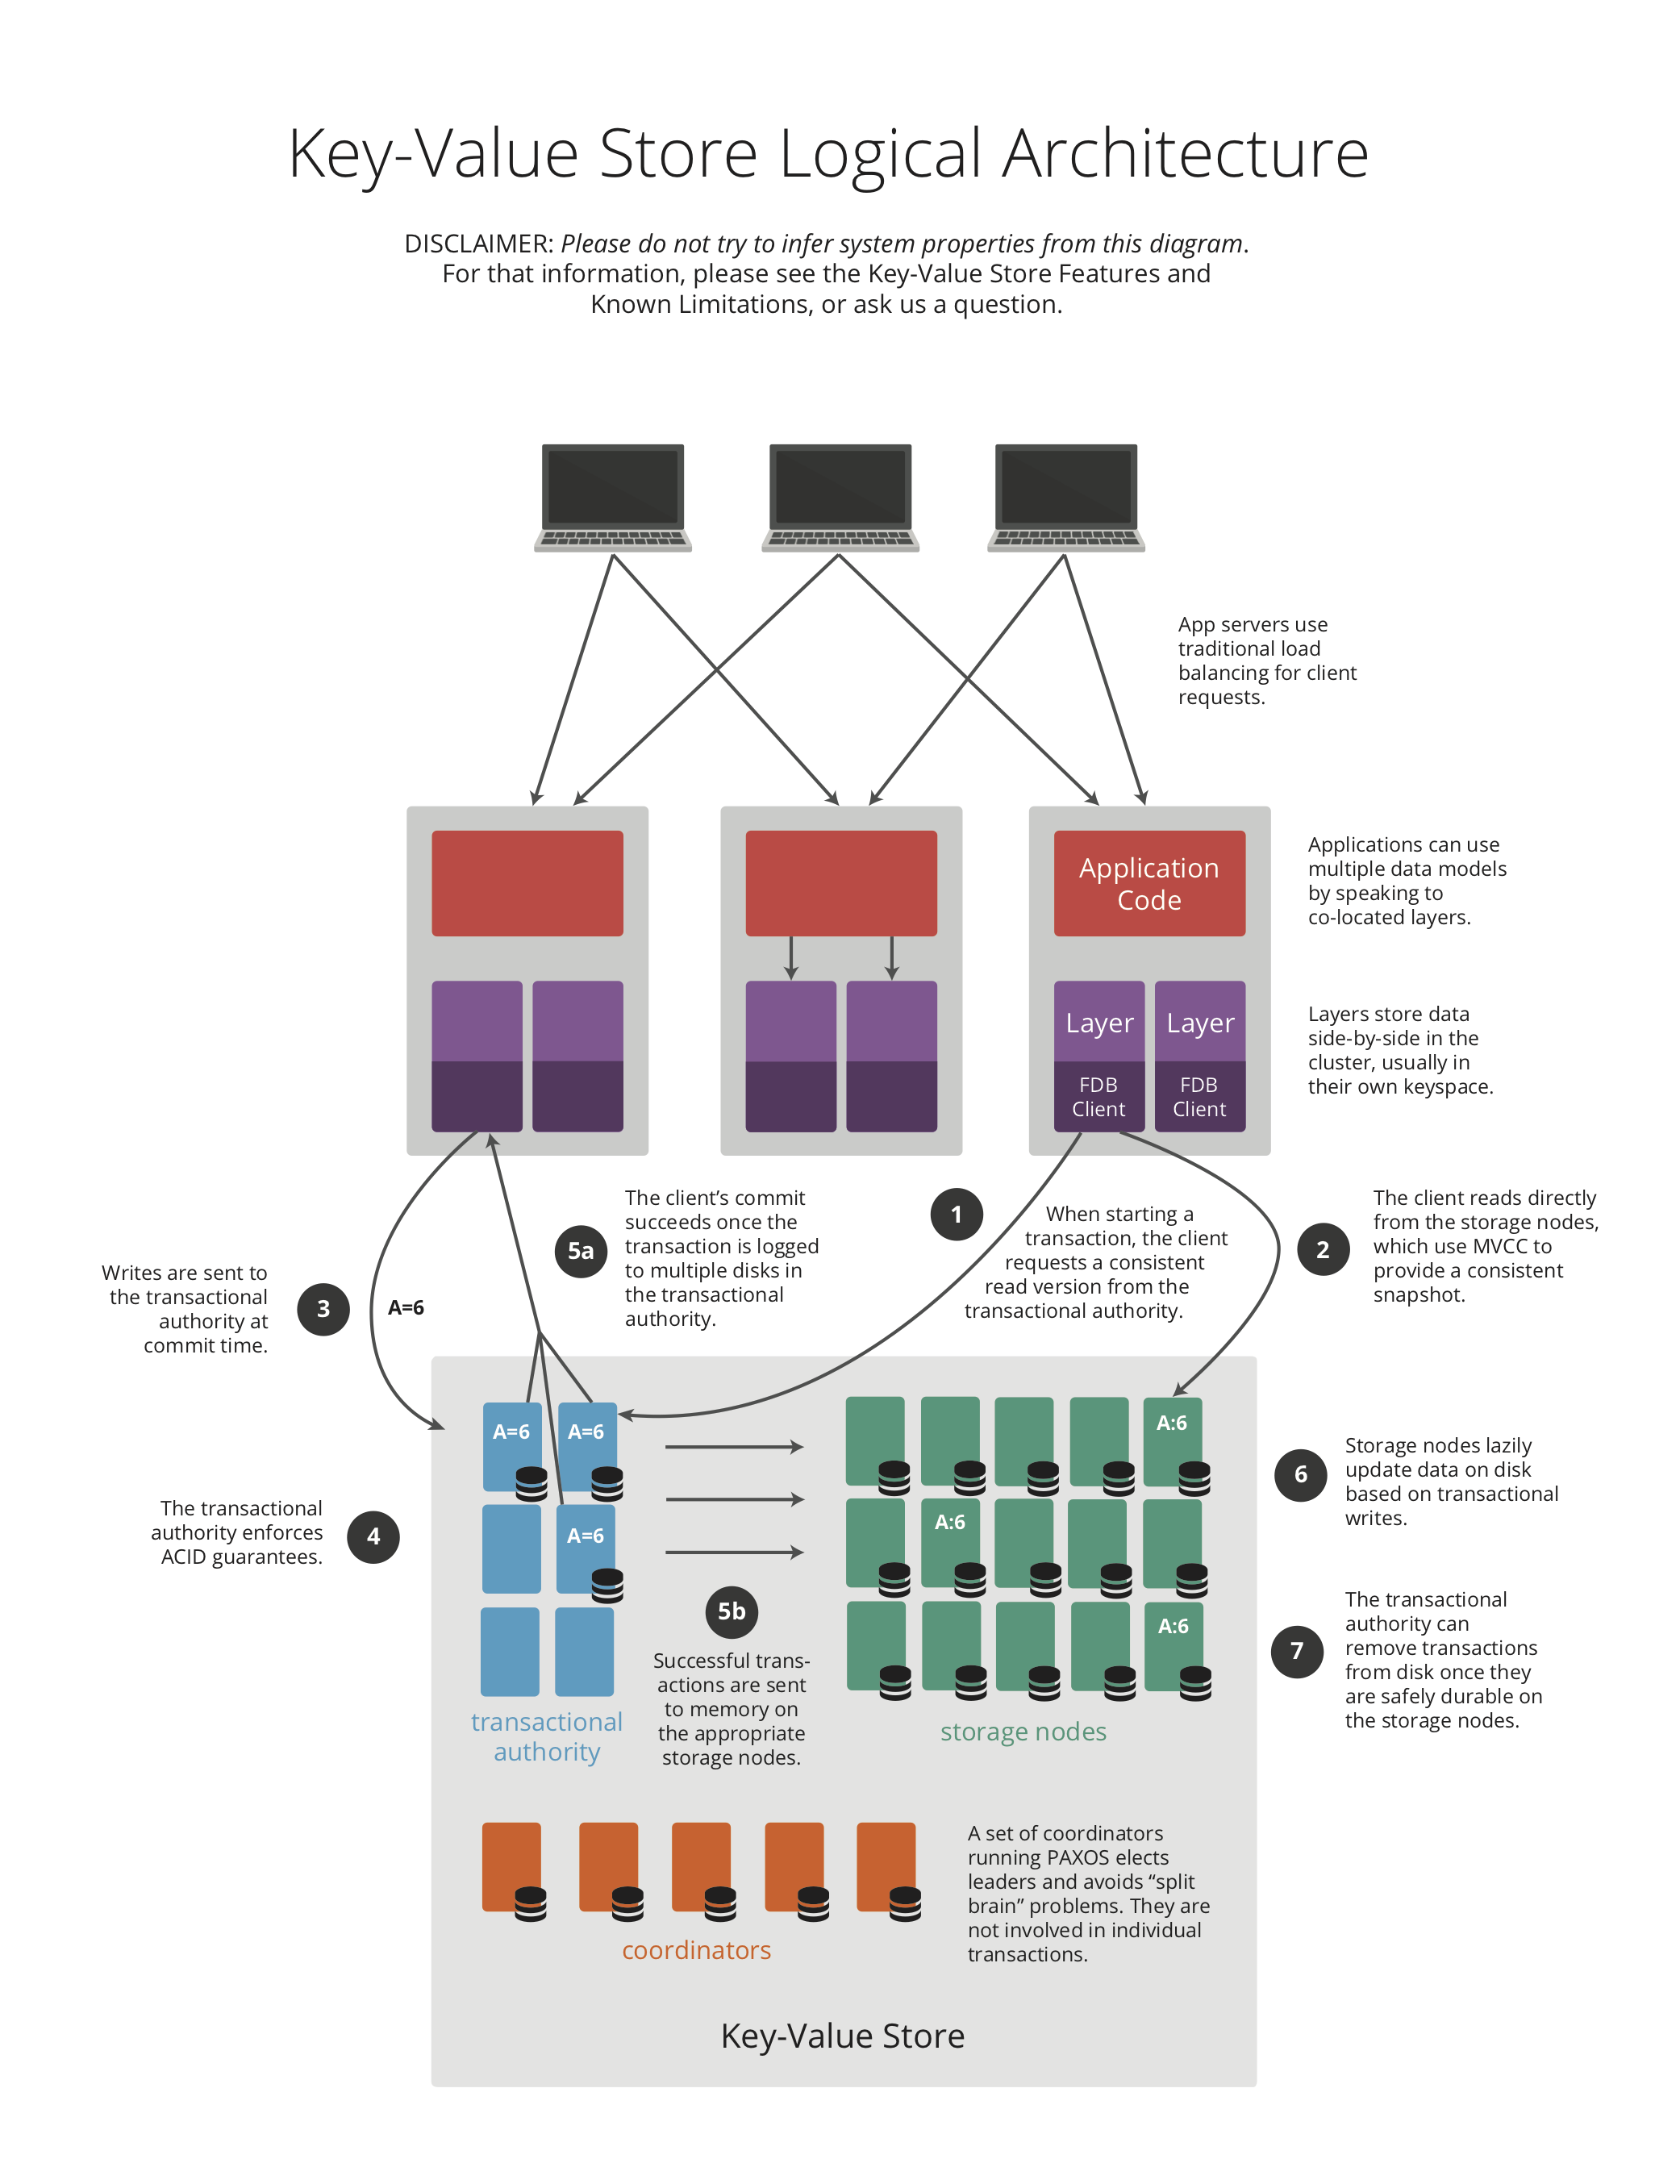 Key-Value Store Logical Architecture
DISCLAIMER: Please do not try to infer system properties from this diagram.
For that information, please see the Key-Value Store Features and
Known Limitations, or ask us a question.
App servers use
traditional load
balancing for client
requests.
Application
Code
Applications can use
multiple data models
by speaking to
co-located layers.
Layer
Layer
FDB
Client
FDB
Client
Layers store data
side-by-side in the
cluster, usually in
their own keyspace.
1
When starting a
transaction, the client
requests a consistent
read version from the
transactional authority.
2
The client reads directly
from the storage nodes,
which use MVCC to
provide a consistent
snapshot.
Writes are sent to
the transactional
authority at
commit time.
3
A=6
5a
The client’s commit
succeeds once the
transaction is logged
to multiple disks in
the transactional
authority.
The transactional
authority enforces
ACID guarantees.
4
A=6
A=6
A=6
transactional
authority
5b
Successful trans-
actions are sent
to memory on
the appropriate
storage nodes.
A:6
A:6
A:6
storage nodes
6
Storage nodes lazily
update data on disk
based on transactional
writes.
7
The transactional
authority can
remove transactions
from disk once they
are safely durable on
the storage nodes.
coordinators
A set of coordinators
running PAXOS elects
leaders and avoids “split
brain” problems. They are
not involved in individual
transactions.
Key-Value Store